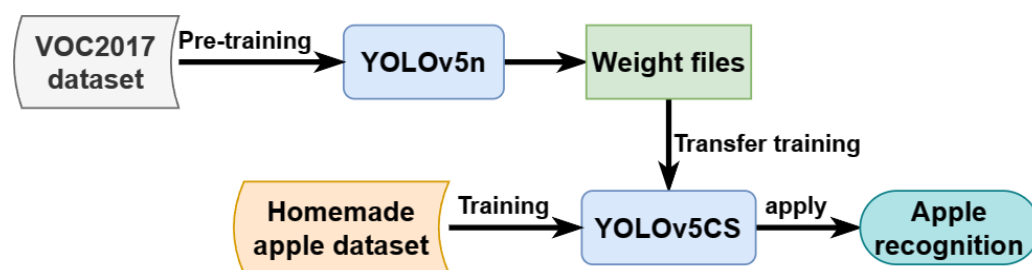 VOC2017
dataset
Pre-training
YOLOv5n
Weight files
Transfer training
Homemade
apple dataset
Training
YOLOv5CS
apply
Apple
recognition